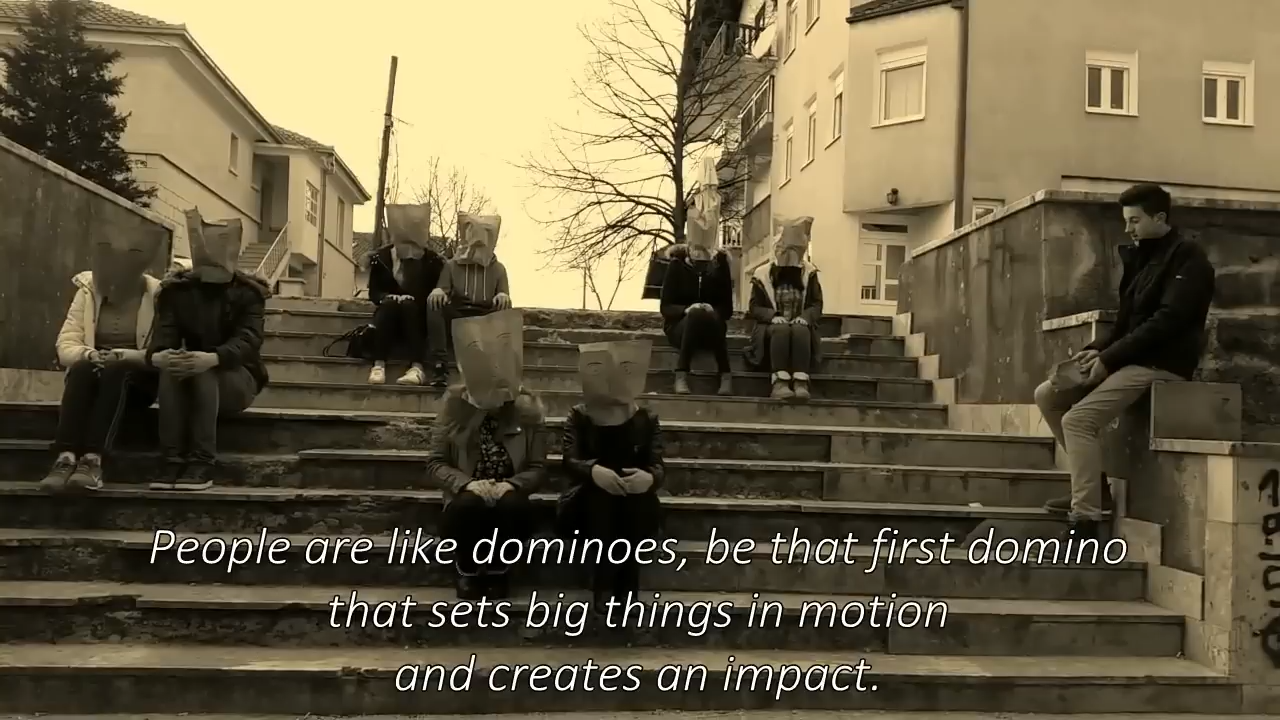 People are like dominoes, be that first domino
that sets big things in motion
and creates an impact.